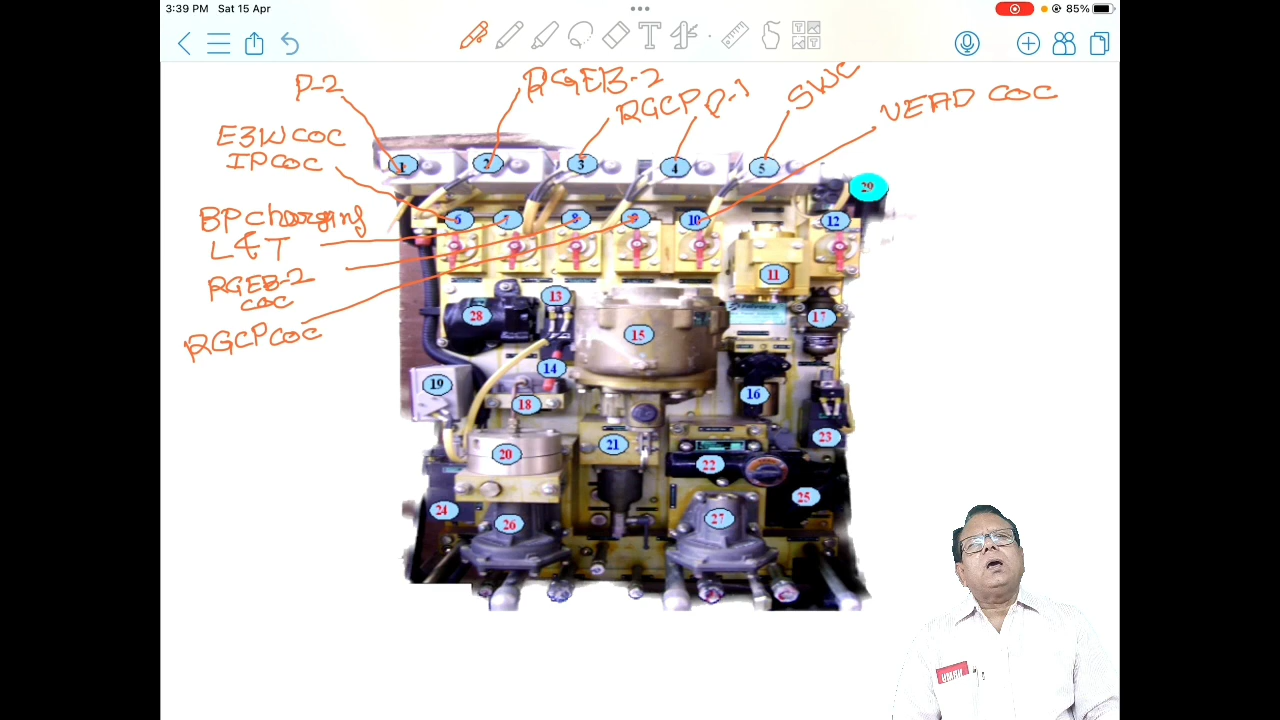 3:39 PM Sat 15 Apr
85%
P-2
RGEB-2
RGCP
P-1
SWC
VEAD COC
E3W COC
IP COC
BP charging
L & T
RGEB-2
COC
RGCP COC
1
2
3
4
5
29
6
7
8
9
10
12
11
13
28
17
15
14
19
16
18
23
21
20
22
25
24
26
27